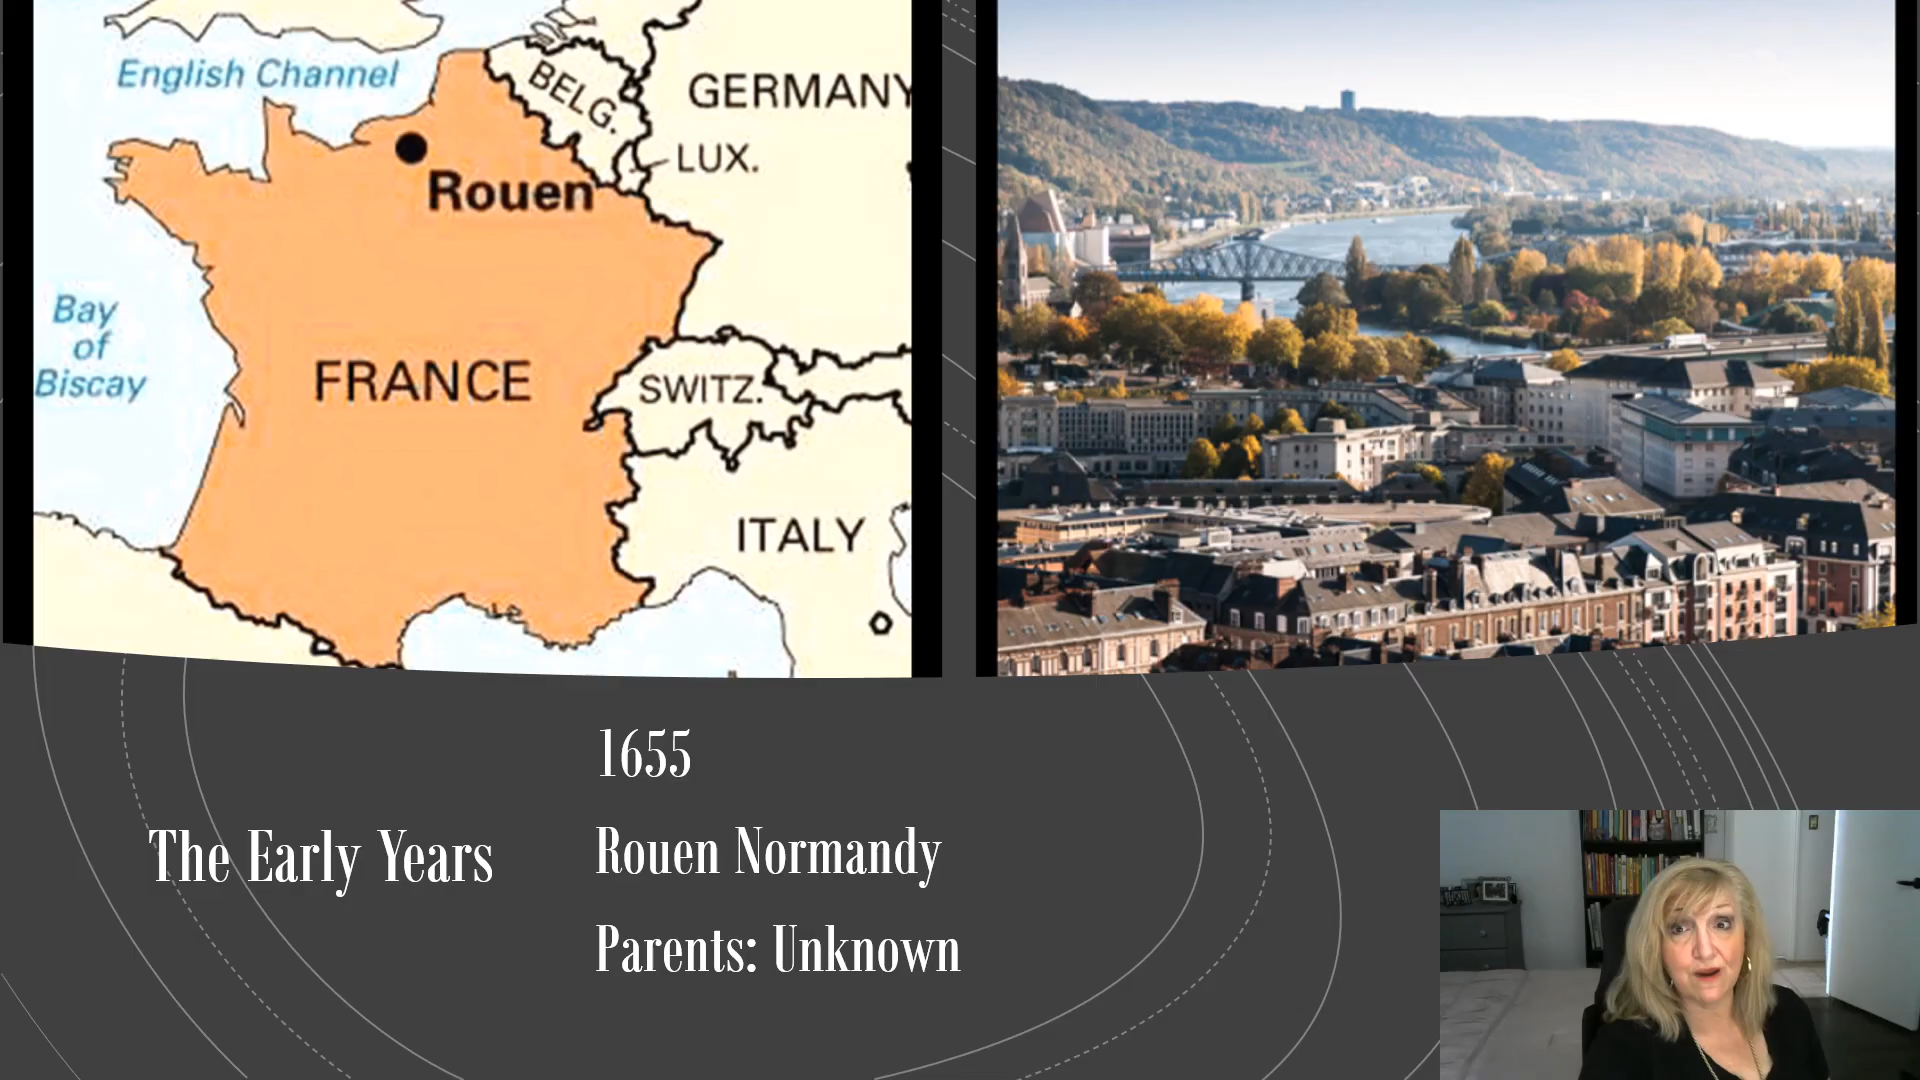 English Channel
BELG.
GERMANY
LUX.
Rouen
Bay
of
Biscay
FRANCE
SWITZ.
ITALY
1655
The Early Years
Rouen Normandy
Parents: Unknown